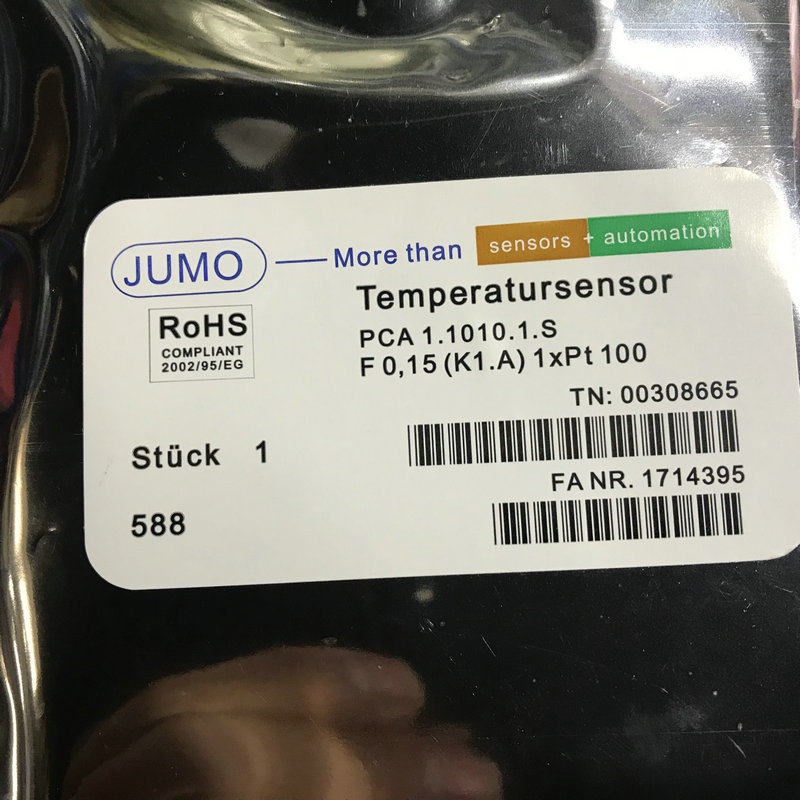 JUMO — More than sensors + automation
RoHS
COMPLIANT
2002/95/EG
Temperatursensor
PCA 1.1010.1.S
F 0,15 (K1.A) 1xPt 100
TN: 00308665
Stück 1
FA NR. 1714395
588